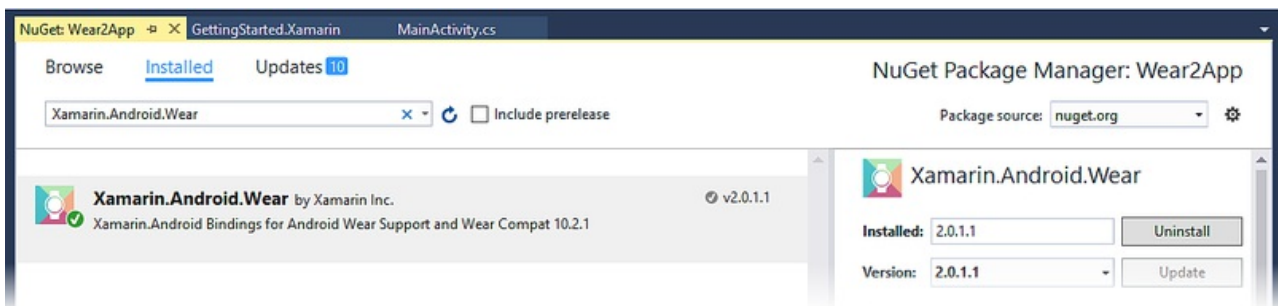 NuGet: Wear2App GettingStarted.Xamarin MainActivity.cs
Browse Installed Updates 10
NuGet Package Manager: Wear2App
Xamarin.Android.Wear Include prerelease
Package source: nuget.org
Xamarin.Android.Wear by Xamarin Inc. v2.0.1.1
Xamarin.Android Bindings for Android Wear Support and Wear Compat 10.2.1
Xamarin.Android.Wear
Installed: 2.0.1.1 Uninstall
Version: 2.0.1.1 Update